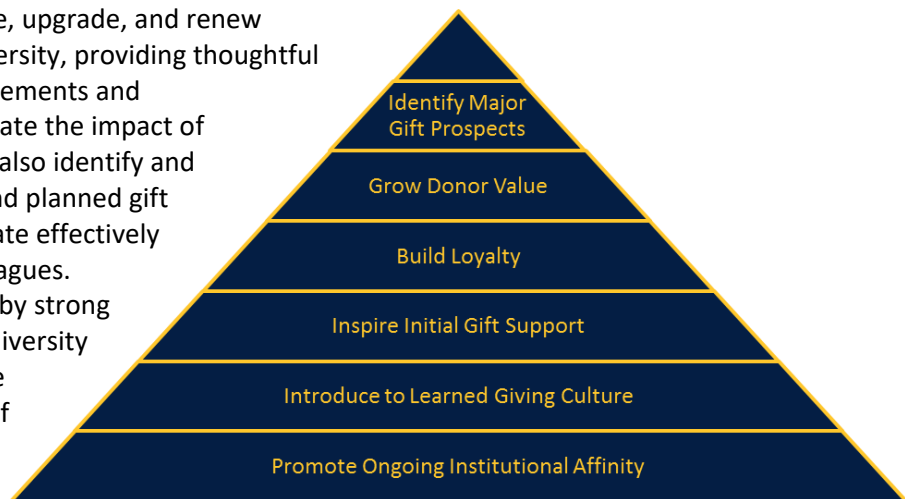 e, upgrade, and renew
ersity, providing thoughtful
ements and
ate the impact of
also identify and
d planned gift
ate effectively
agues.
by strong
iversity
e
f
Identify Major
Gift Prospects
Grow Donor Value
Build Loyalty
Inspire Initial Gift Support
Introduce to Learned Giving Culture
Promote Ongoing Institutional Affinity